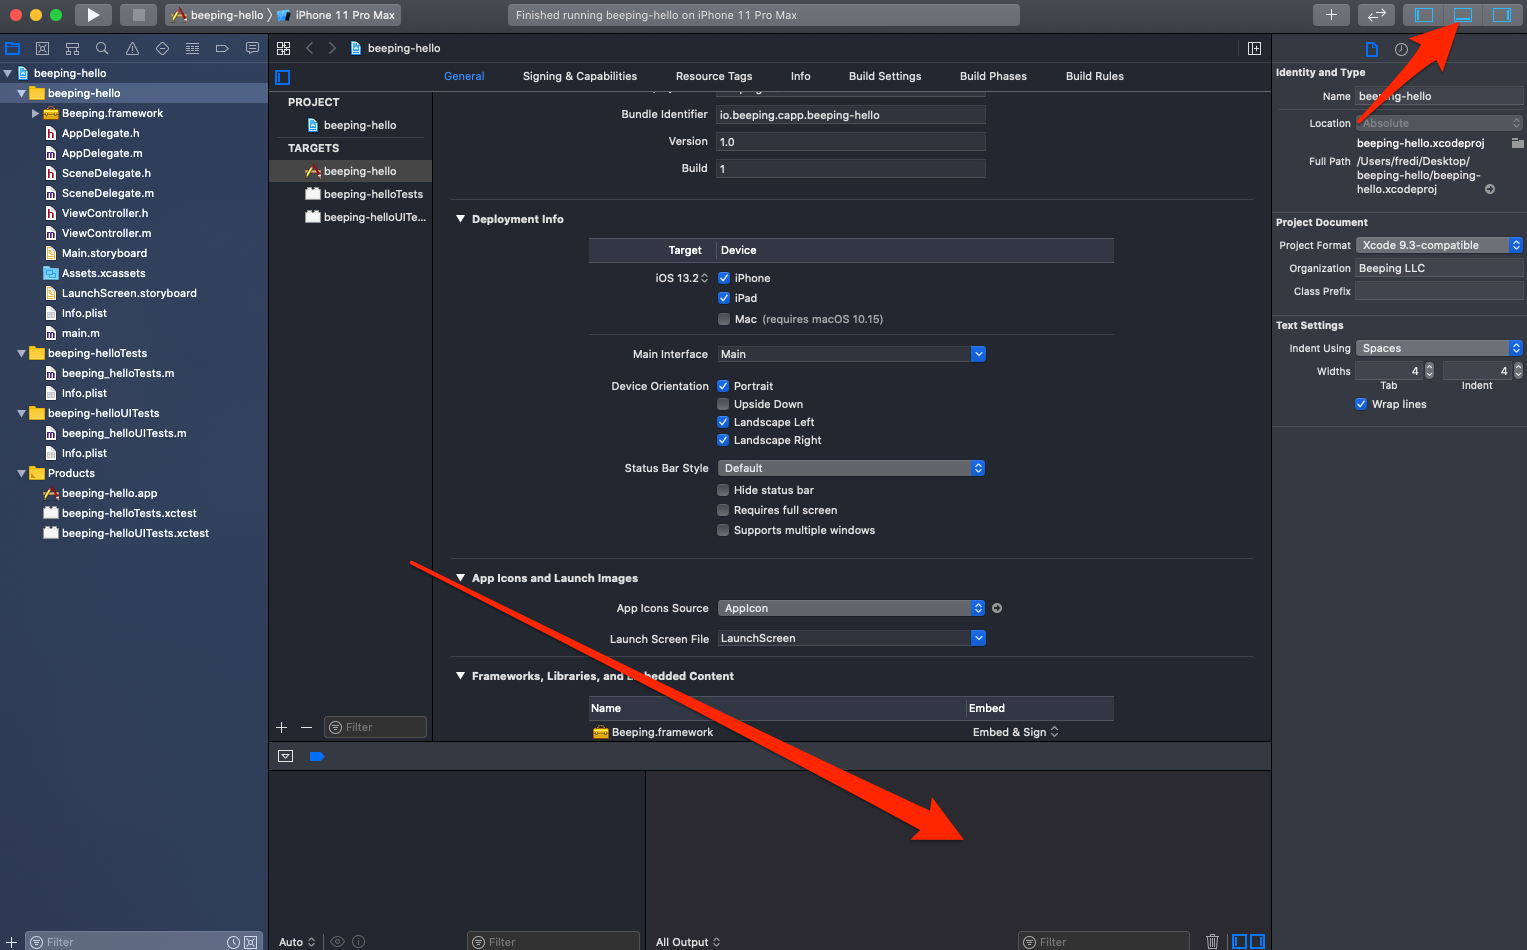 beeping-hello
iPhone 11 Pro Max
Finished running beeping-hello on iPhone 11 Pro Max
beeping-hello
beeping-hello
Beeping.framework
AppDelegate.h
AppDelegate.m
SceneDelegate.h
SceneDelegate.m
ViewController.h
ViewController.m
Main.storyboard
Assets.xcassets
LaunchScreen.storyboard
Info.plist
main.m
beeping-helloTests
beeping_helloTests.m
Info.plist
beeping-helloUITests
beeping_helloUITests.m
Info.plist
Products
beeping-hello.app
beeping-helloTests.xctest
beeping-helloUITests.xctest
Filter
beeping-hello
General Signing & Capabilities Resource Tags Info Build Settings Build Phases Build Rules
PROJECT
beeping-hello
TARGETS
beeping-hello
beeping-helloTests
beeping-helloUITe...
Filter
Bundle Identifier io.beeping.capp.beeping-hello
Version 1.0
Build 1
Deployment Info
Target Device
iOS 13.2 iPhone
iPad
Mac (requires macOS 10.15)
Main Interface Main
Device Orientation Portrait
Upside Down
Landscape Left
Landscape Right
Status Bar Style Default
Hide status bar
Requires full screen
Supports multiple windows
App Icons and Launch Images
App Icons Source AppIcon
Launch Screen File LaunchScreen
Frameworks, Libraries, and Embedded Content
Name Embed
Beeping.framework Embed & Sign
Auto
Filter
All Output
Filter
Identity and Type
Name beeping-hello
Location Absolute
beeping-hello.xcodeproj
Full Path /Users/fredi/Desktop/
beeping-hello/beeping-
hello.xcodeproj
Project Document
Project Format Xcode 9.3-compatible
Organization Beeping LLC
Class Prefix
Text Settings
Indent Using Spaces
Widths 4 4
Tab Indent
Wrap lines